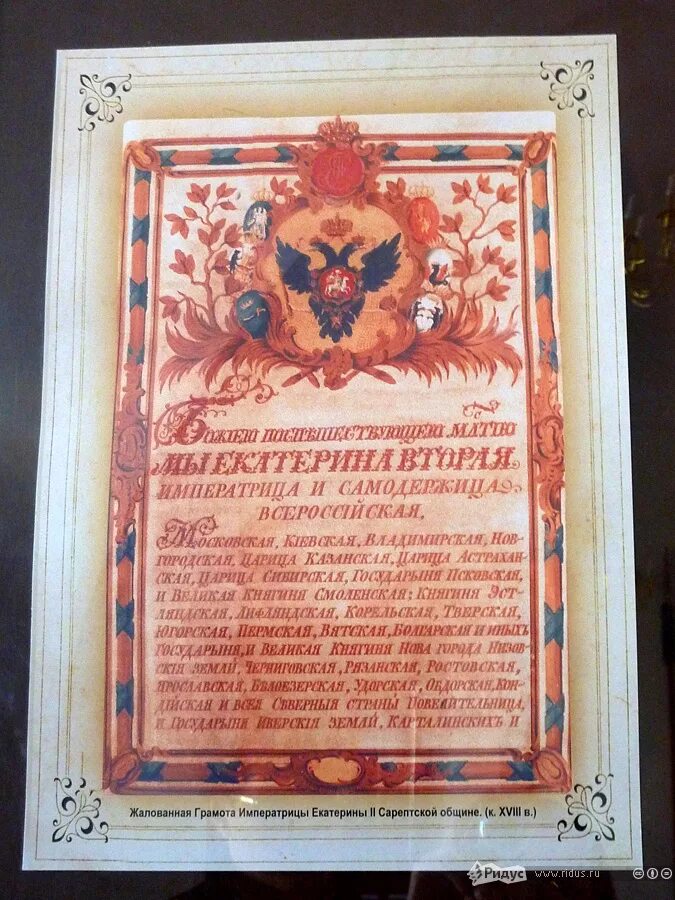 Божіею поспѣшествующею мл҃тію
МЫ ЕКАТЕРИНА ВТОРАЯ
ИМПЕРАТРИЦА И САМОДЕРЖИЦА
ВСЕРОССІЙСКАЯ,
Московская, Кіевская, Владимирская, Нов-
городская, Царица Казанская, Царица Астрахан-
ская, Царица Сибирская, Государыня Псковская,
и Великая Княгиня Смоленская; Княгиня Эст-
ляндская, Лифляндская, Корельская, Тверская,
Югорская, Пермская, Вятская, Болгарская и иныхъ
Государыня, и Великая Княгиня Нова города Низов-
скія земли, Черниговская, Рязанская, Ростовская,
Ярославская, Бѣлоезерская, Удорская, Обдорская, Кон-
дійская и всея Сѣверныя страны Повелительница,
и Государыня Иверскія земли, Карталинскихъ и
Жалованная Грамота Императрицы Екатерины II Сарептской общине. (к. XVIII в.)
Ридус www.ridus.ru